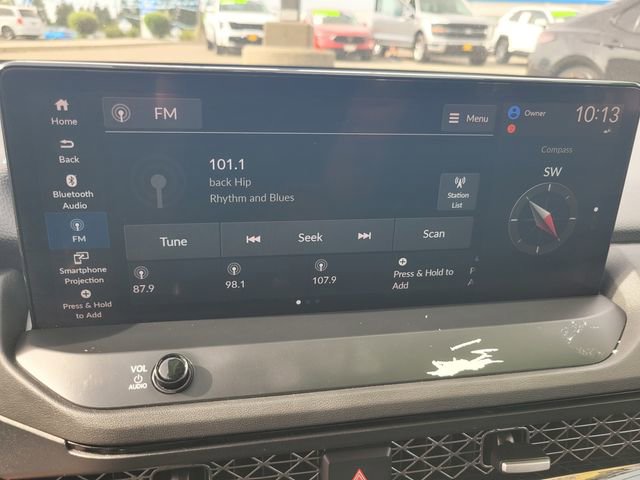 Home
FM
Menu
Owner
10:13
Back
101.1
back Hip
Rhythm and Blues
Compass
SW
Bluetooth
Audio
Station
List
FM
Tune
Seek
Scan
Smartphone
Projection
87.9
98.1
107.9
Press & Hold to
Add
P
A
Press & Hold
to Add
VOL
AUDIO